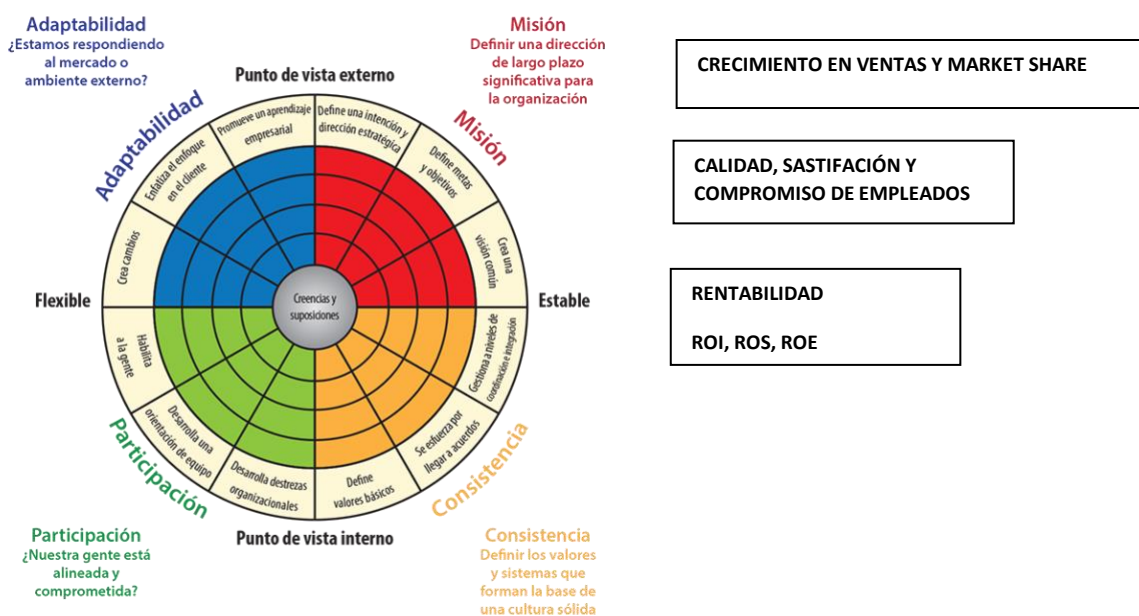 Adaptabilidad
¿Estamos respondiendo
al mercado o
ambiente externo?
Misión
Definir una dirección
de largo plazo
significativa para
la organización
Punto de vista externo
Adaptabilidad
Misión
Crea cambios
Enfatiza el enfoque
en el cliente
Promueve un aprendizaje
empresarial
Define una intención y
dirección estratégica
Define metas
y objetivos
Crea una
visión común
Flexible
Creencias y
suposiciones
Estable
Habilita
a la gente
Desarrolla una
orientación de equipo
Desarrolla destrezas
organizacionales
Define
valores básicos
Se esfuerza por
llegar a acuerdos
Gestiona a niveles de
coordinación e integración
Participación
Consistencia
Punto de vista interno
Participación
¿Nuestra gente está
alineada y
comprometida?
Consistencia
Definir los valores
y sistemas que
forman la base de
una cultura sólida
CRECIMIENTO EN VENTAS Y MARKET SHARE
CALIDAD, SASTIFACIÓN Y
COMPROMISO DE EMPLEADOS
RENTABILIDAD
ROI, ROS, ROE